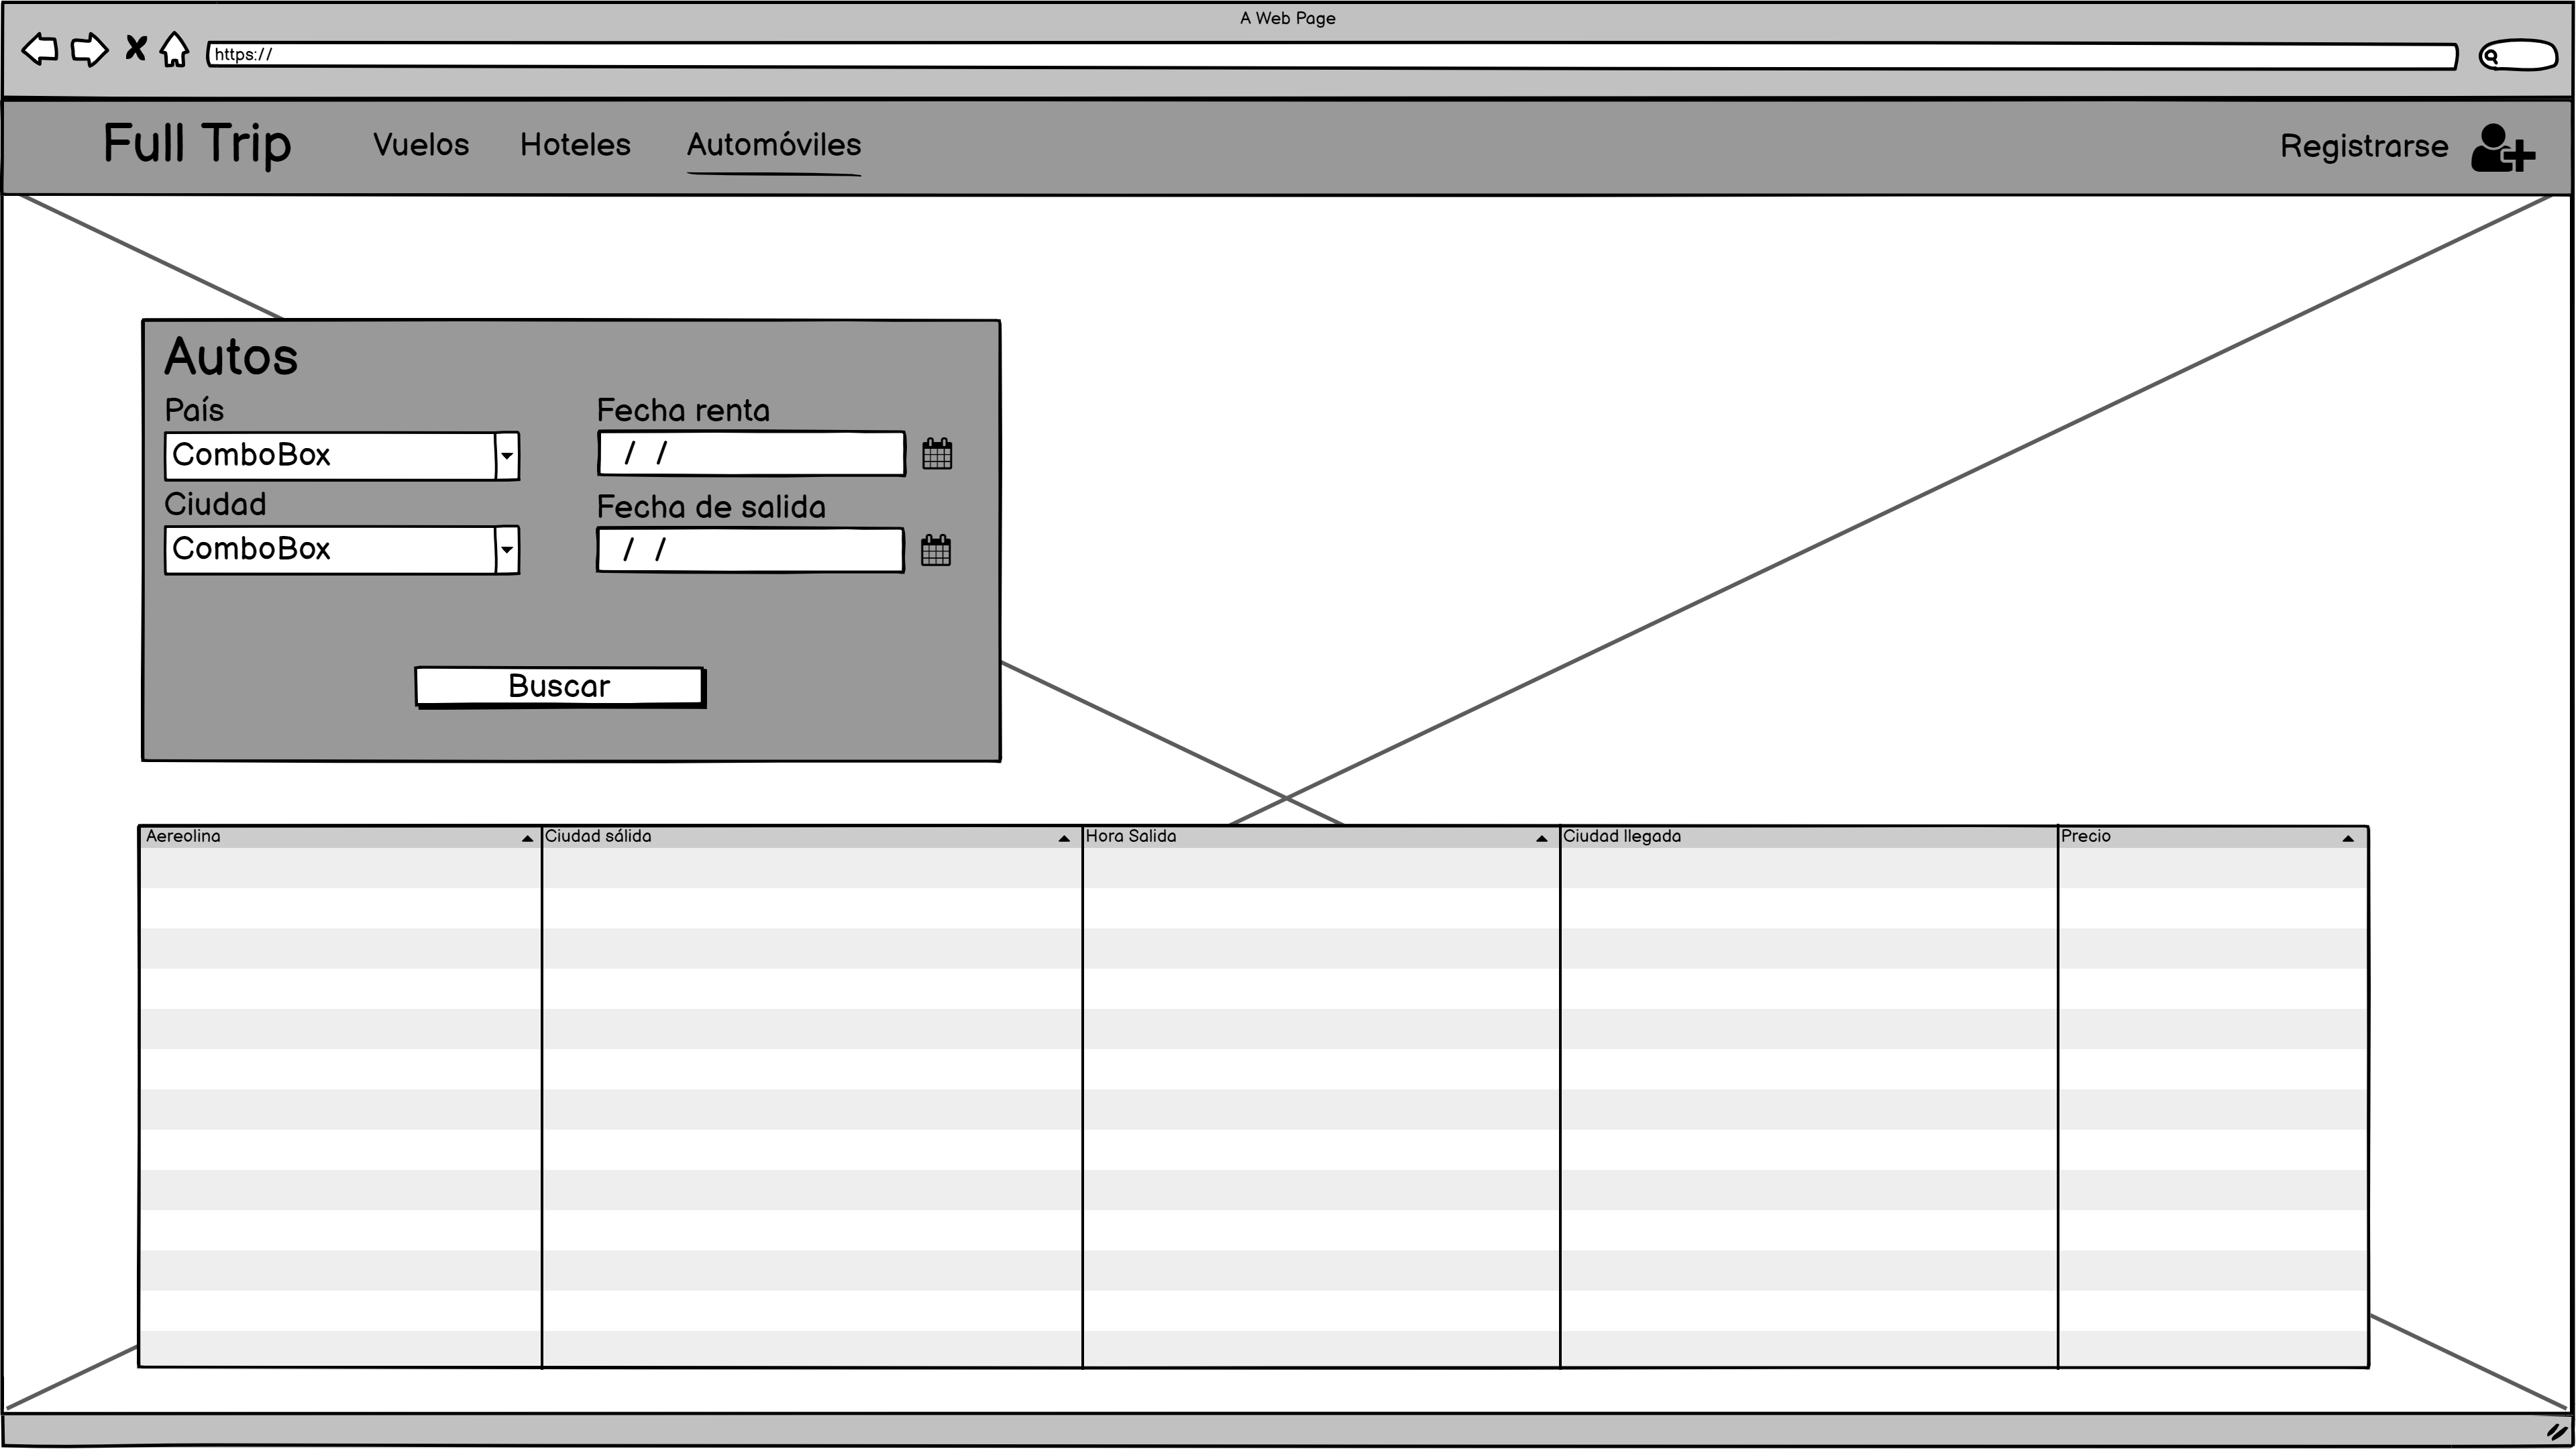 A Web Page
https://
Full Trip Vuelos Hoteles Automóviles Registrarse
Autos
País Fecha renta
ComboBox / /
Ciudad Fecha de salida
ComboBox / /
Buscar
Aereolina Ciudad sálida Hora Salida Ciudad llegada Precio